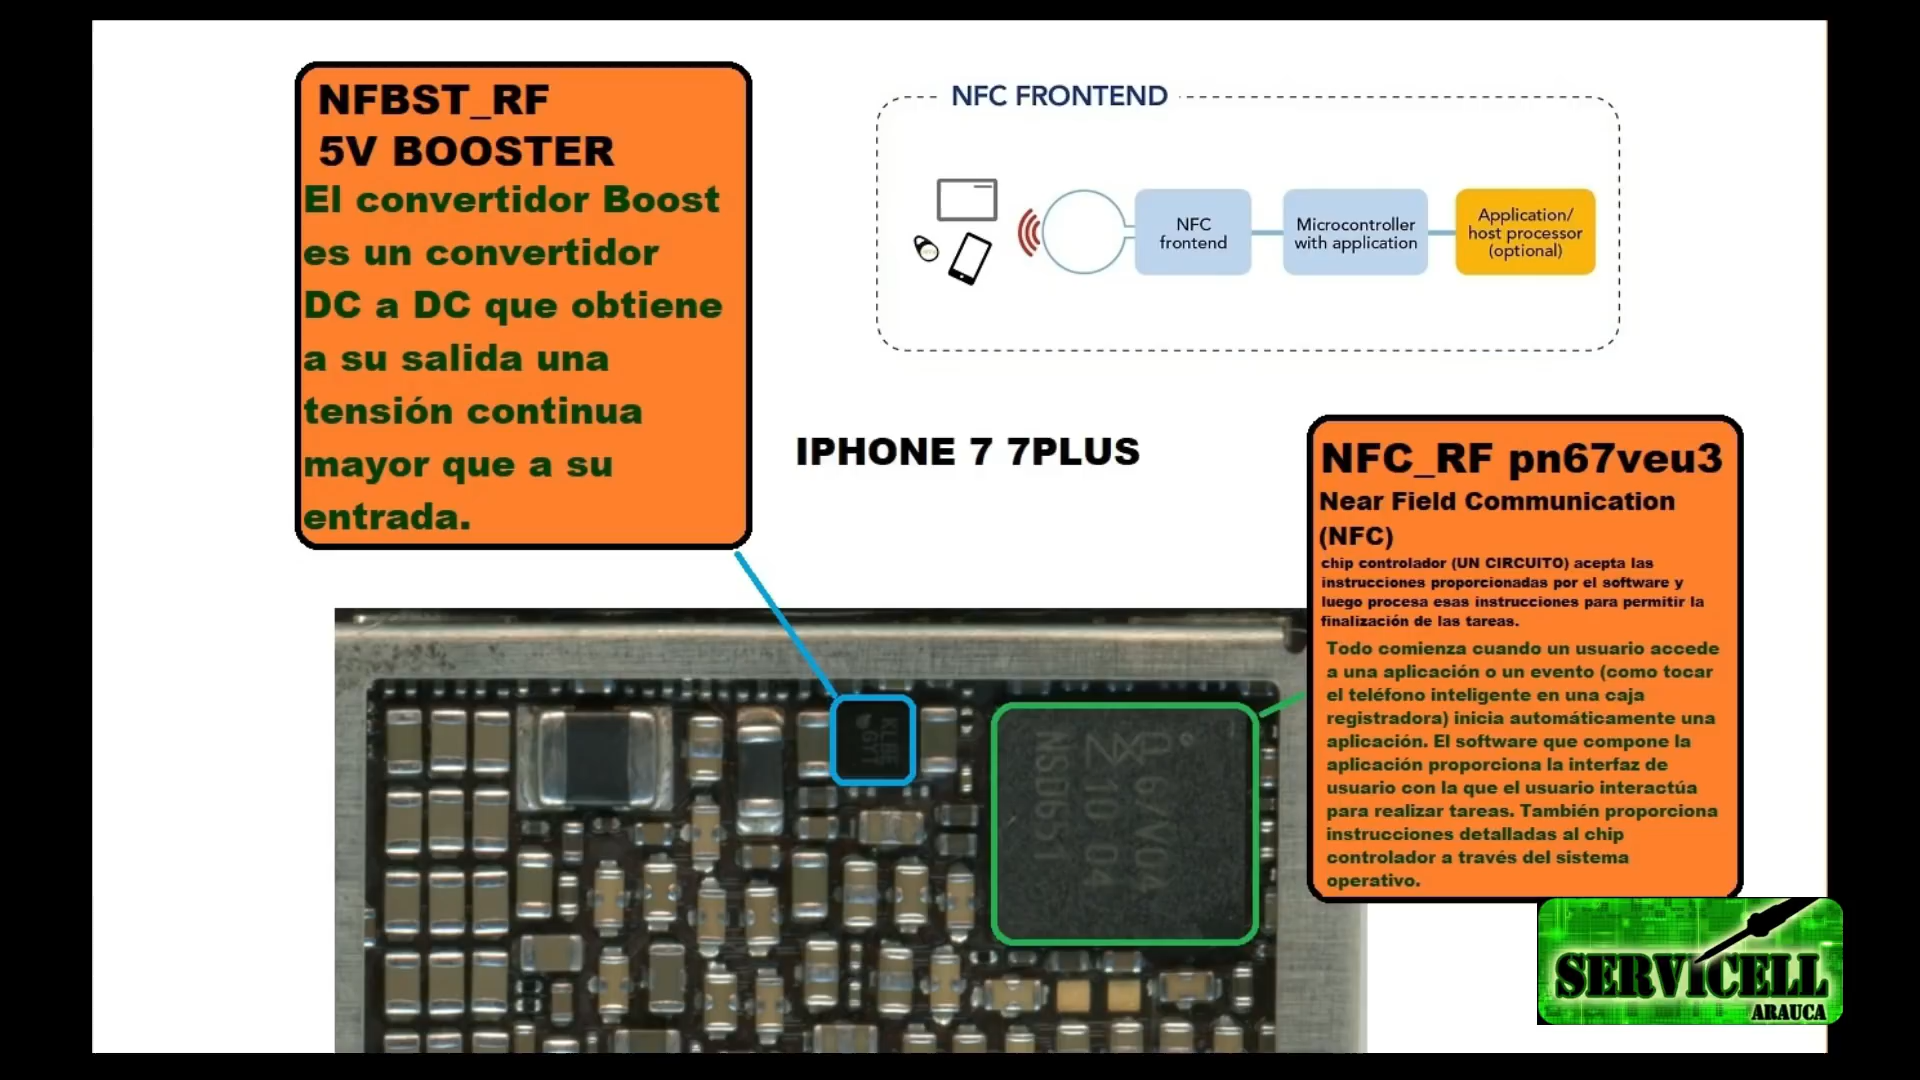 NFBST_RF
5V BOOSTER
El convertidor Boost
es un convertidor
DC a DC que obtiene
a su salida una
tensión continua
mayor que a su
entrada.
NFC FRONTEND
NFC
frontend
Microcontroller
with application
Application/
host processor
(optional)
IPHONE 7 7PLUS
NFC_RF pn67veu3
Near Field Communication
(NFC)
chip controlador (UN CIRCUITO) acepta las
instrucciones proporcionadas por el software y
luego procesa esas instrucciones para permitir la
finalización de las tareas.
Todo comienza cuando un usuario accede
a una aplicación o un evento (como tocar
el teléfono inteligente en una caja
registradora) inicia automáticamente una
aplicación. El software que compone la
aplicación proporciona la interfaz de
usuario con la que el usuario interactúa
para realizar tareas. También proporciona
instrucciones detalladas al chip
controlador a través del sistema
operativo.
67V04
10 04
NSD651
SERVICELL
ARAUCA